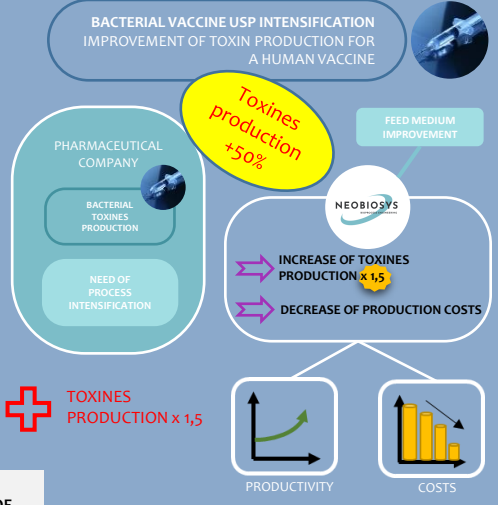 BACTERIAL VACCINE USP INTENSIFICATION
IMPROVEMENT OF TOXIN PRODUCTION FOR
A HUMAN VACCINE
Toxines
production
+50%
FEED MEDIUM
IMPROVEMENT
PHARMACEUTICAL
COMPANY
BACTERIAL
TOXINES
PRODUCTION
NEED OF
PROCESS
INTENSIFICATION
NEOBIOSYS
INCREASE OF TOXINES
PRODUCTION x 1,5
DECREASE OF PRODUCTION COSTS
TOXINES
PRODUCTION x 1,5
PRODUCTIVITY
COSTS